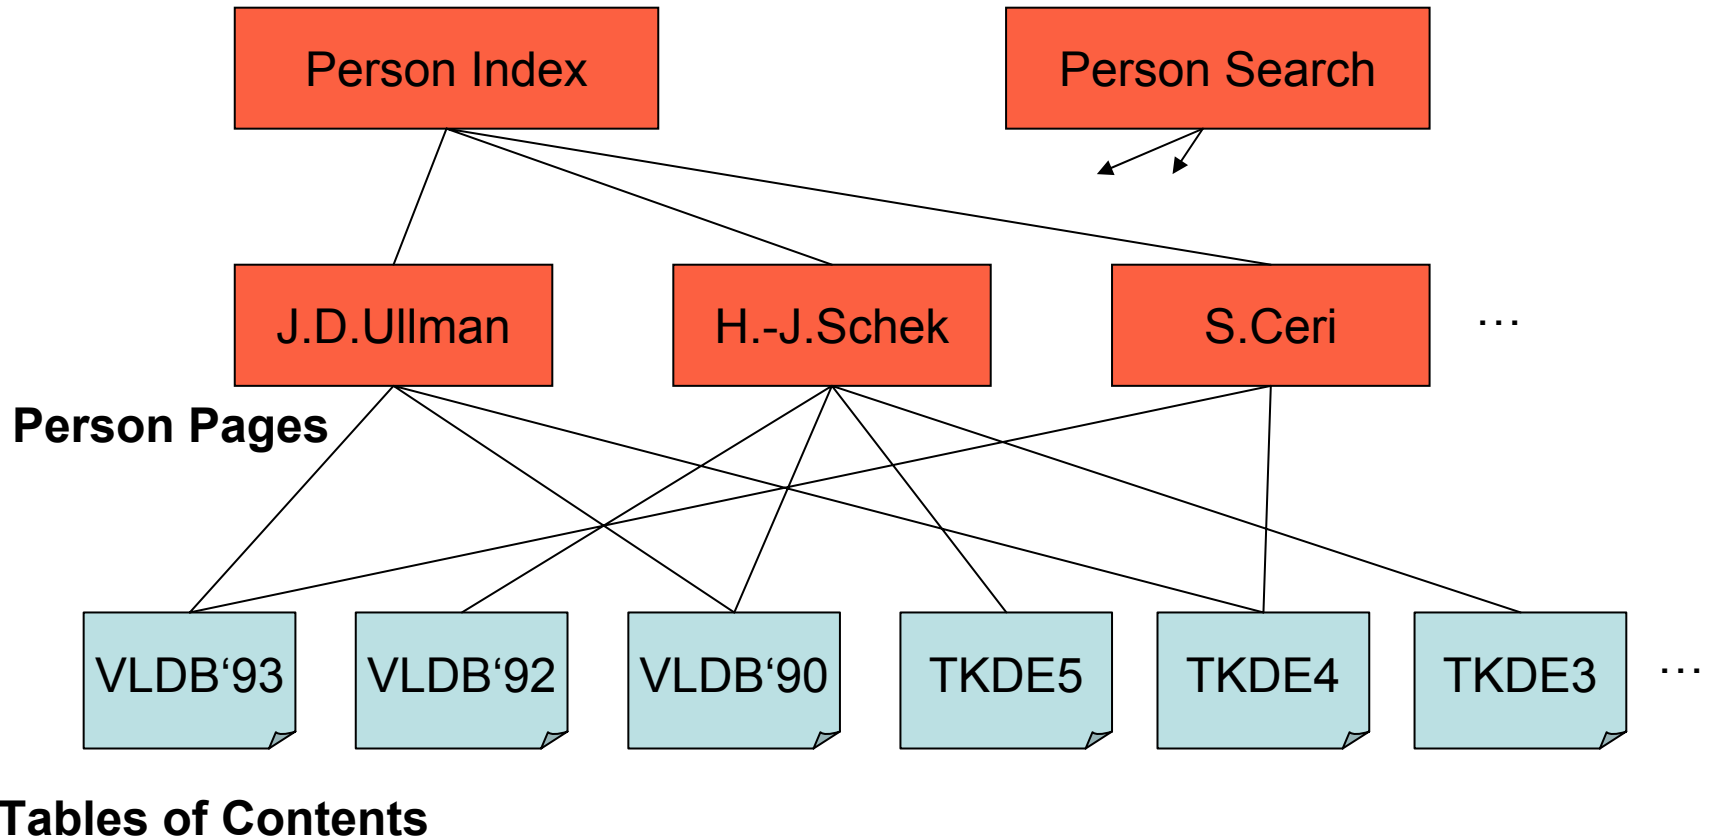 Person Index
Person Search
J.D.Ullman
H.-J.Schek
S.Ceri
...
Person Pages
VLDB‘93
VLDB‘92
VLDB‘90
TKDE5
TKDE4
TKDE3
...
Tables of Contents